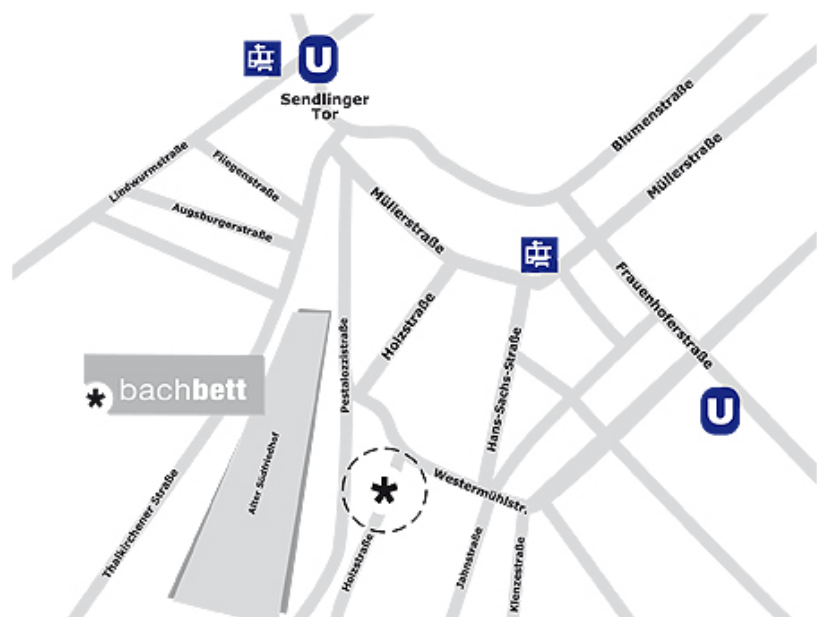 U
Sendlinger
Tor
Blumenstraße
Müllerstraße
Lindwurmstraße
Fliegenstraße
Augsburgerstraße
Müllerstraße
Frauenhoferstraße
Holzstraße
Pestalozzistraße
Hans-Sachs-Straße
* bachbett
U
Alter Südfriedhof
Westermühlstr.
*
Thalkirchener Straße
Holzstraße
Jahnstraße
Klenzestraße